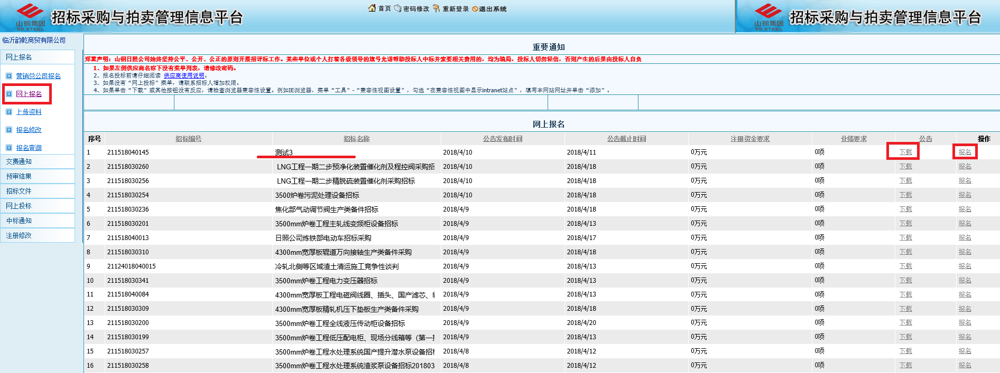 山钢集团
SD STEEL
招标采购与拍卖管理信息平台
首页 密码修改 重新登录 退出系统
山钢集团
SD STEEL
招标采购与拍卖管理信息平台
临沂韵乾商贸有限公司
网上报名
营销总公司报名
网上报名
上传资料
报名修改
报名查询
交费通知
预审结果
招标文件
网上投标
中标通知
注册修改
重要通知
郑重声明：山钢日照公司始终坚持公平、公开、公正的原则开展招评标工作。某些单位或个人打着各级领导的旗号允诺帮助投标人中标并索要相关费用的，均为骗局，投标人切勿轻信，否则产生的后果由投标人自负
1、如果左侧供应商名称下没有菜单列表，请修改密码。
2、报名投标前请仔细阅读 供应商使用说明。
3、如果没有“网上投标”菜单，请联系招标人增加权限。
4、如果单击“下载”或其他按钮没有反应，请检查浏览器兼容性设置。例如IE浏览器，菜单“工具”-“兼容性视图设置”，勾选“在兼容性视图中显示intranet站点”，填写本网站网址并单击“添加”。
网上报名
序号 招标编号 招标名称 公告发布时间 公告截止时间 注册资金要求 业绩要求 公告 操作
1 211518040145 测试3 2018/4/10 2018/4/11 0万元 0项 下载 报名
2 211518030260 LNG工程一期二步预净化装置催化剂及程控阀采购招 2018/4/10 2018/4/18 0万元 0项 下载 报名
3 211518030256 LNG工程一期二步精脱硫装置催化剂采购招标 2018/4/10 2018/4/18 0万元 0项 下载 报名
4 211518030254 3500炉卷污泥处理设备招标 2018/4/10 2018/4/18 0万元 0项 下载 报名
5 211518030236 焦化部气动调节阀生产类备件招标 2018/4/9 2018/4/18 0万元 0项 下载 报名
6 211518030201 3500mm炉卷工程主轧线变频柜设备招标 2018/4/9 2018/4/13 0万元 0项 下载 报名
7 211518040013 日照公司炼铁部电动车招标采购 2018/4/9 2018/4/17 0万元 0项 下载 报名
8 211518030310 4300mm宽厚板辊道万向接轴生产类备件采购 2018/4/9 2018/4/18 0万元 0项 下载 报名
9 21124018040015 冷轧北侧等区域渣土清运施工竞争性谈判 2018/4/9 2018/4/13 0万元 0项 下载 报名
10 211518030341 3500mm炉卷工程电力变压器招标 2018/4/9 2018/4/13 0万元 0项 下载 报名
11 211518040084 4300mm宽厚板工程电磁阀线圈、插头、国产滤芯、 2018/4/9 2018/4/13 0万元 0项 下载 报名
12 211518030309 4300mm宽厚板精轧机压下垫板生产类备件采购 2018/4/9 2018/4/18 0万元 0项 下载 报名
13 211518030200 3500mm炉卷工程全线液压传动柜设备招标 2018/4/9 2018/4/20 0万元 0项 下载 报名
14 211518030199 3500mm炉卷工程低压配电柜、现场分线箱等（第一 2018/4/9 2018/4/13 0万元 0项 下载 报名
15 211518030257 3500mm炉卷工程水处理系统国产提升潜水泵设备招 2018/4/8 2018/4/12 0万元 0项 下载 报名
16 211518030258 3500mm炉卷工程水处理系统渣浆泵设备招标201803 2018/4/8 2018/4/12 0万元 0项 下载 报名